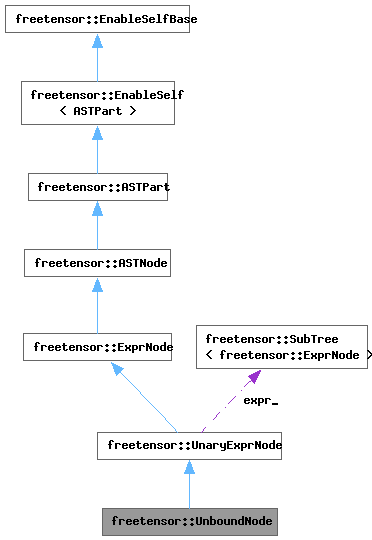 freetensor::EnableSelfBase
freetensor::EnableSelf
< ASTPart >
freetensor::ASTPart
freetensor::ASTNode
freetensor::ExprNode
freetensor::SubTree
< freetensor::ExprNode >
expr_
freetensor::UnaryExprNode
freetensor::UnboundNode